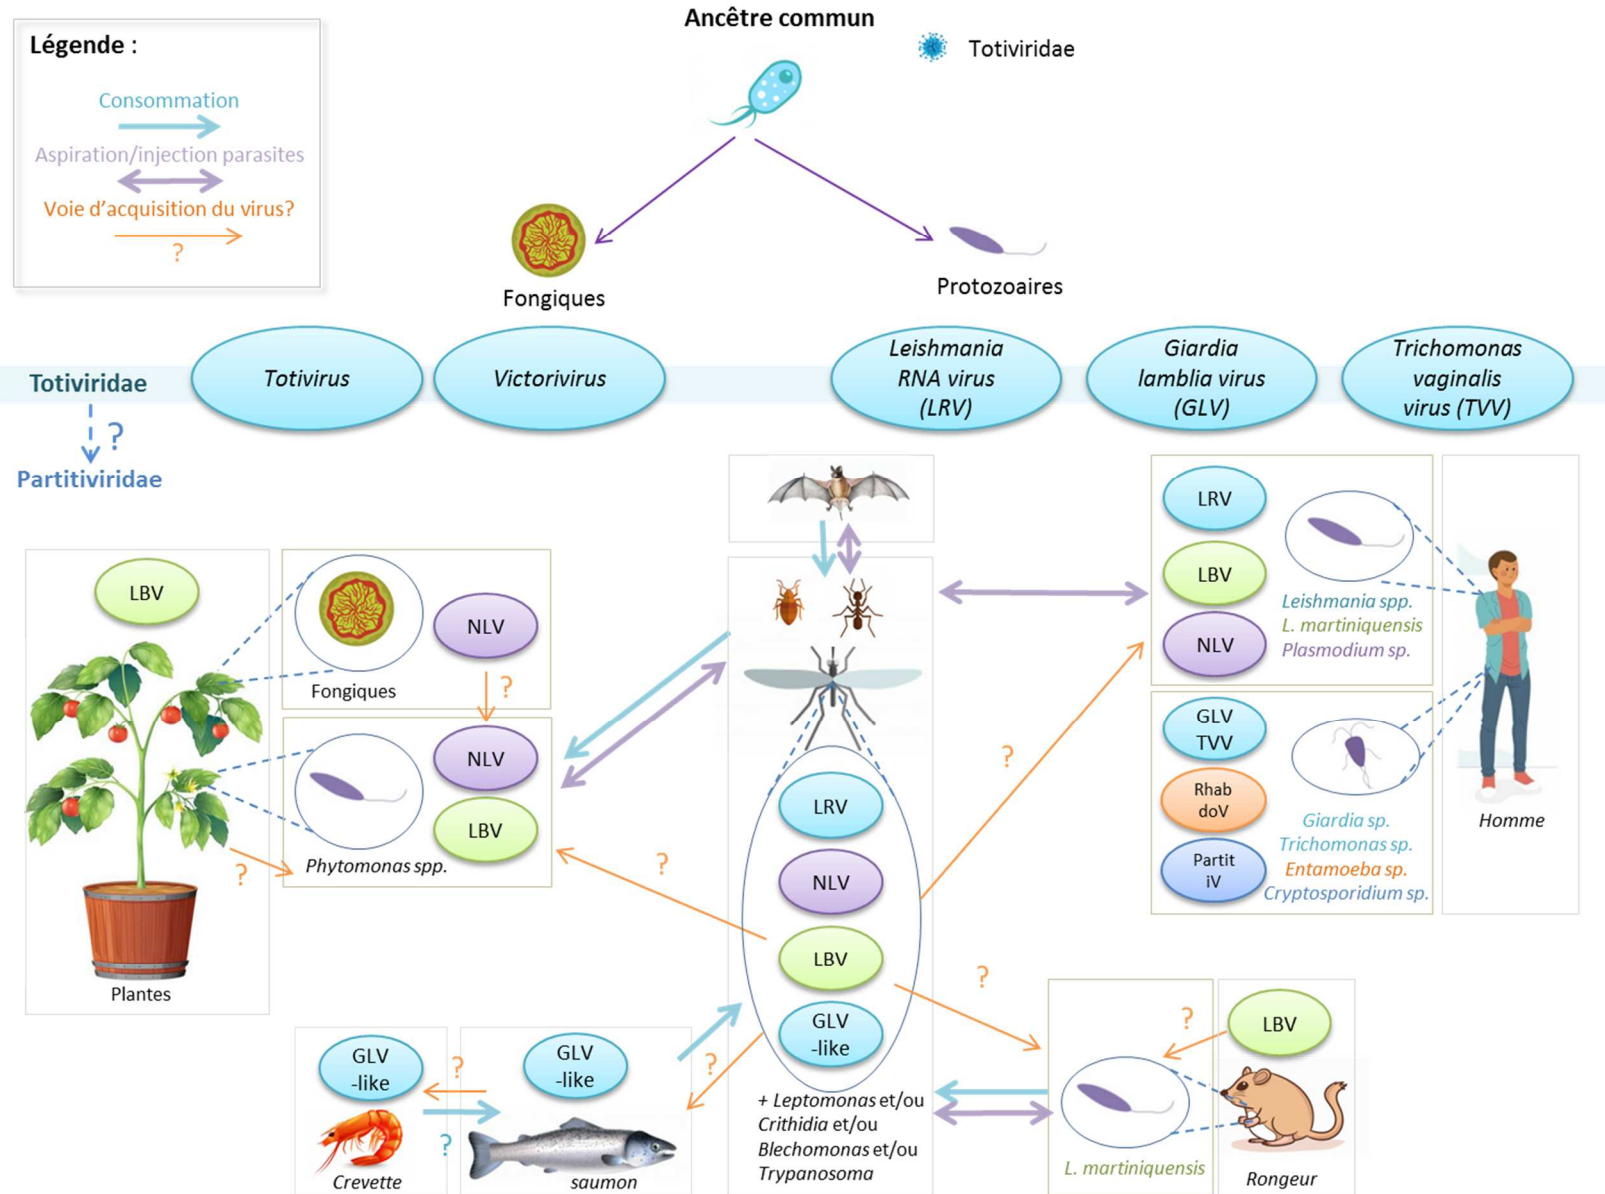 Ancêtre commun
Totiviridae
Légende :
Consommation
Aspiration/injection parasites
Voie d'acquisition du virus?
?
Fongiques
Protozoaires
Totiviridae
Totivirus
Victorivirus
Leishmania
RNA virus
(LRV)
Giardia
lamblia virus
(GLV)
Trichomonas
vaginalis
virus (TVV)
?
Partitiviridae
LBV
Plantes
NLV
Fongiques
?
NLV
LBV
Phytomonas spp.
?
?
LRV
NLV
LBV
GLV
-like
+ Leptomonas et/ou
Crithidia et/ou
Blechomonas et/ou
Trypanosoma
?
?
?
LRV
LBV
NLV
Leishmania spp.
L. martiniquensis
Plasmodium sp.
GLV
TVV
Rhab
doV
Partit
iV
Giardia sp.
Trichomonas sp.
Entamoeba sp.
Cryptosporidium sp.
Homme
GLV
-like
?
?
Crevette
GLV
-like
saumon
L. martiniquensis
?
LBV
Rongeur